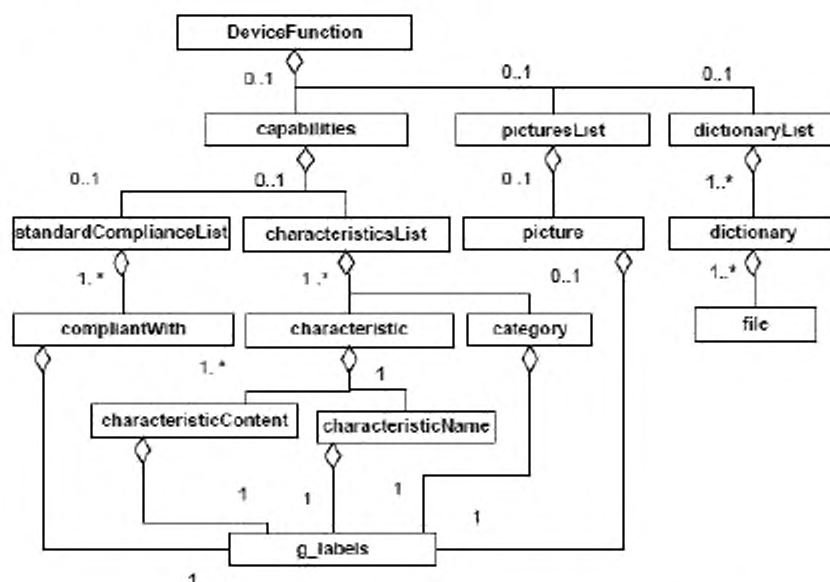 DeviceFunction
0..1
0..1
0..1
capabilities
picturesList
dictionaryList
0..1
0..1
0..1
1..*
standardComplianceList
characteristicsList
picture
dictionary
1..*
1..*
0..1
1..*
compliantWith
characteristic
category
file
1..*
1
characteristicContent
characteristicName
1
1
1
1
g_labels
1